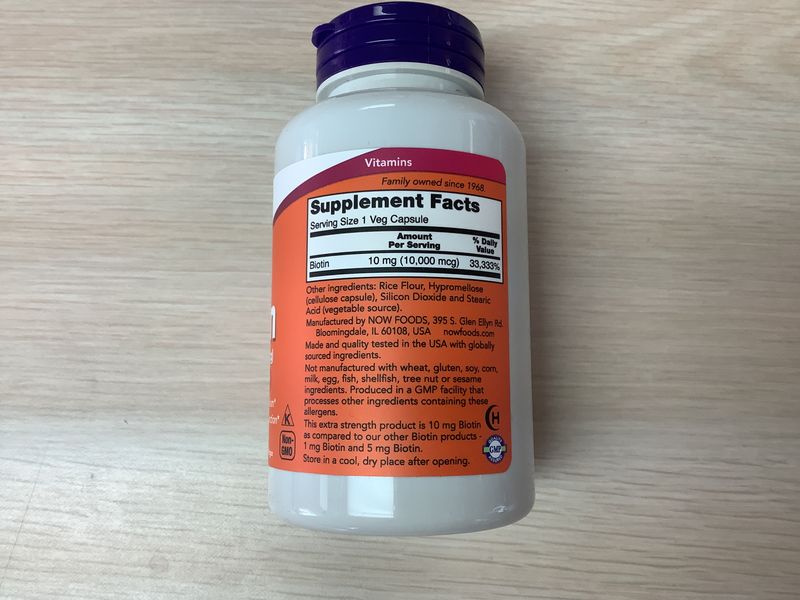 Vitamins
Family owned since 1968.
Supplement Facts
Serving Size 1 Veg Capsule
Amount Per Serving
% Daily Value
Biotin 10 mg (10,000 mcg) 33,333%
Other ingredients: Rice Flour, Hypromellose
(cellulose capsule), Silicon Dioxide and Stearic
Acid (vegetable source).
Manufactured by NOW FOODS, 395 S. Glen Ellyn Rd.
Bloomingdale, IL 60108, USA nowfoods.com
Made and quality tested in the USA with globally
sourced ingredients.
Not manufactured with wheat, gluten, soy, corn,
milk, egg, fish, shellfish, tree nut or sesame
ingredients. Produced in a GMP facility that
processes other ingredients containing these
allergens.
This extra strength product is 10 mg Biotin
as compared to our other Biotin products -
1 mg Biotin and 5 mg Biotin.
Store in a cool, dry place after opening.
K
Non-
GMO
H
GMP